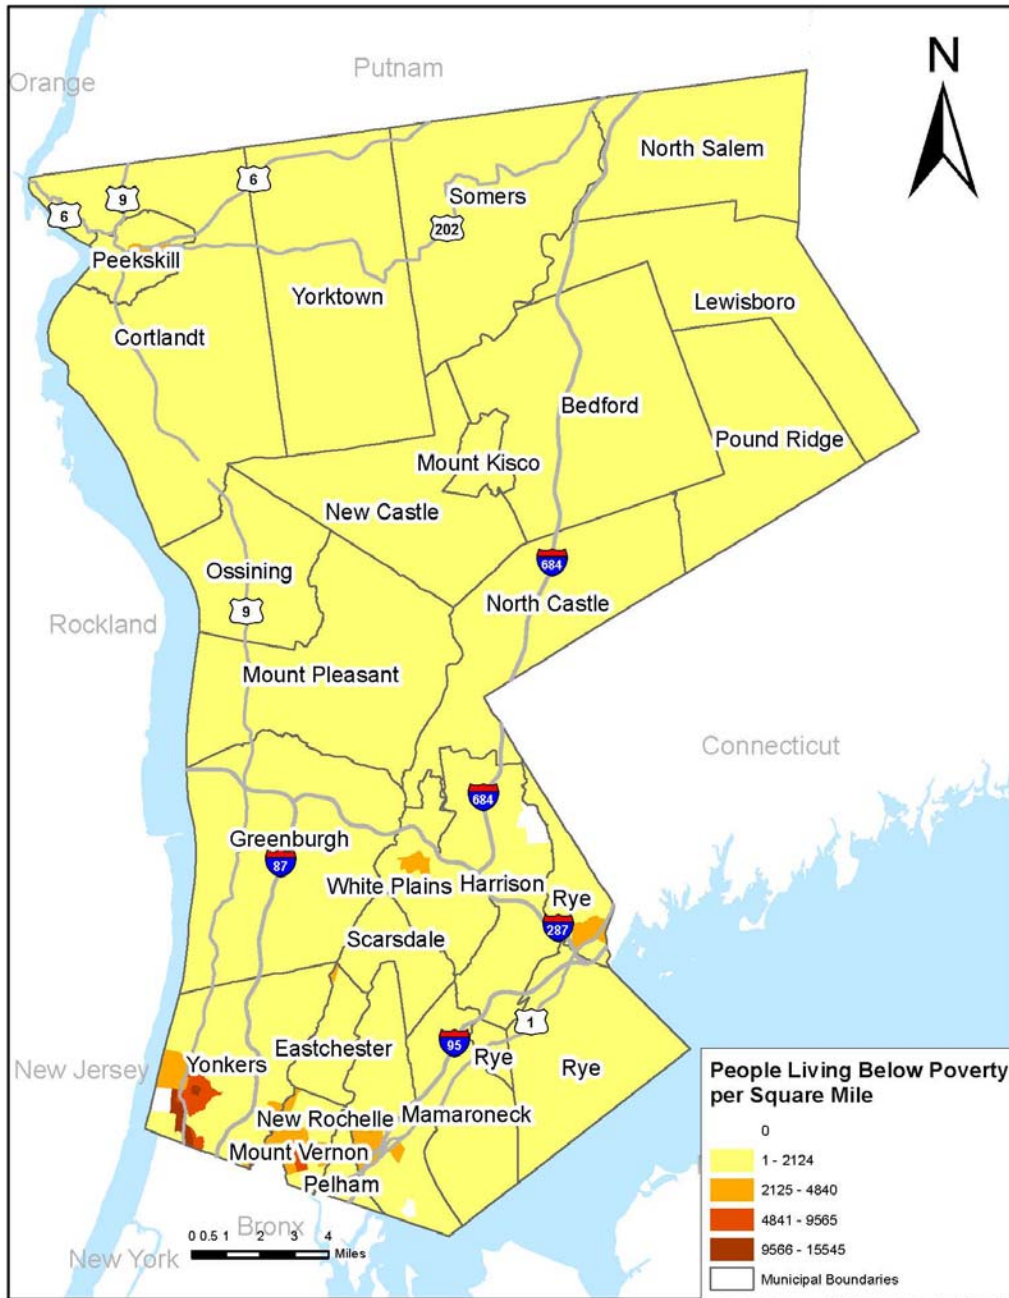 Orange
Putnam
N
North Salem
6
9
6
Somers
202
Peekskill
Yorktown
Lewisboro
Cortlandt
Bedford
Pound Ridge
Mount Kisco
New Castle
684
Ossining
9
North Castle
Rockland
Mount Pleasant
Connecticut
684
Greenburgh
87
White Plains
Harrison
Rye
287
Scarsdale
1
95
Eastchester
Rye
Rye
New Jersey
Yonkers
New Rochelle
Mamaroneck
Mount Vernon
Pelham
Bronx
New York
0 0.5 1 2 3 4
Miles
People Living Below Poverty
per Square Mile
0
1 - 2124
2125 - 4840
4841 - 9565
9566 - 15545
Municipal Boundaries